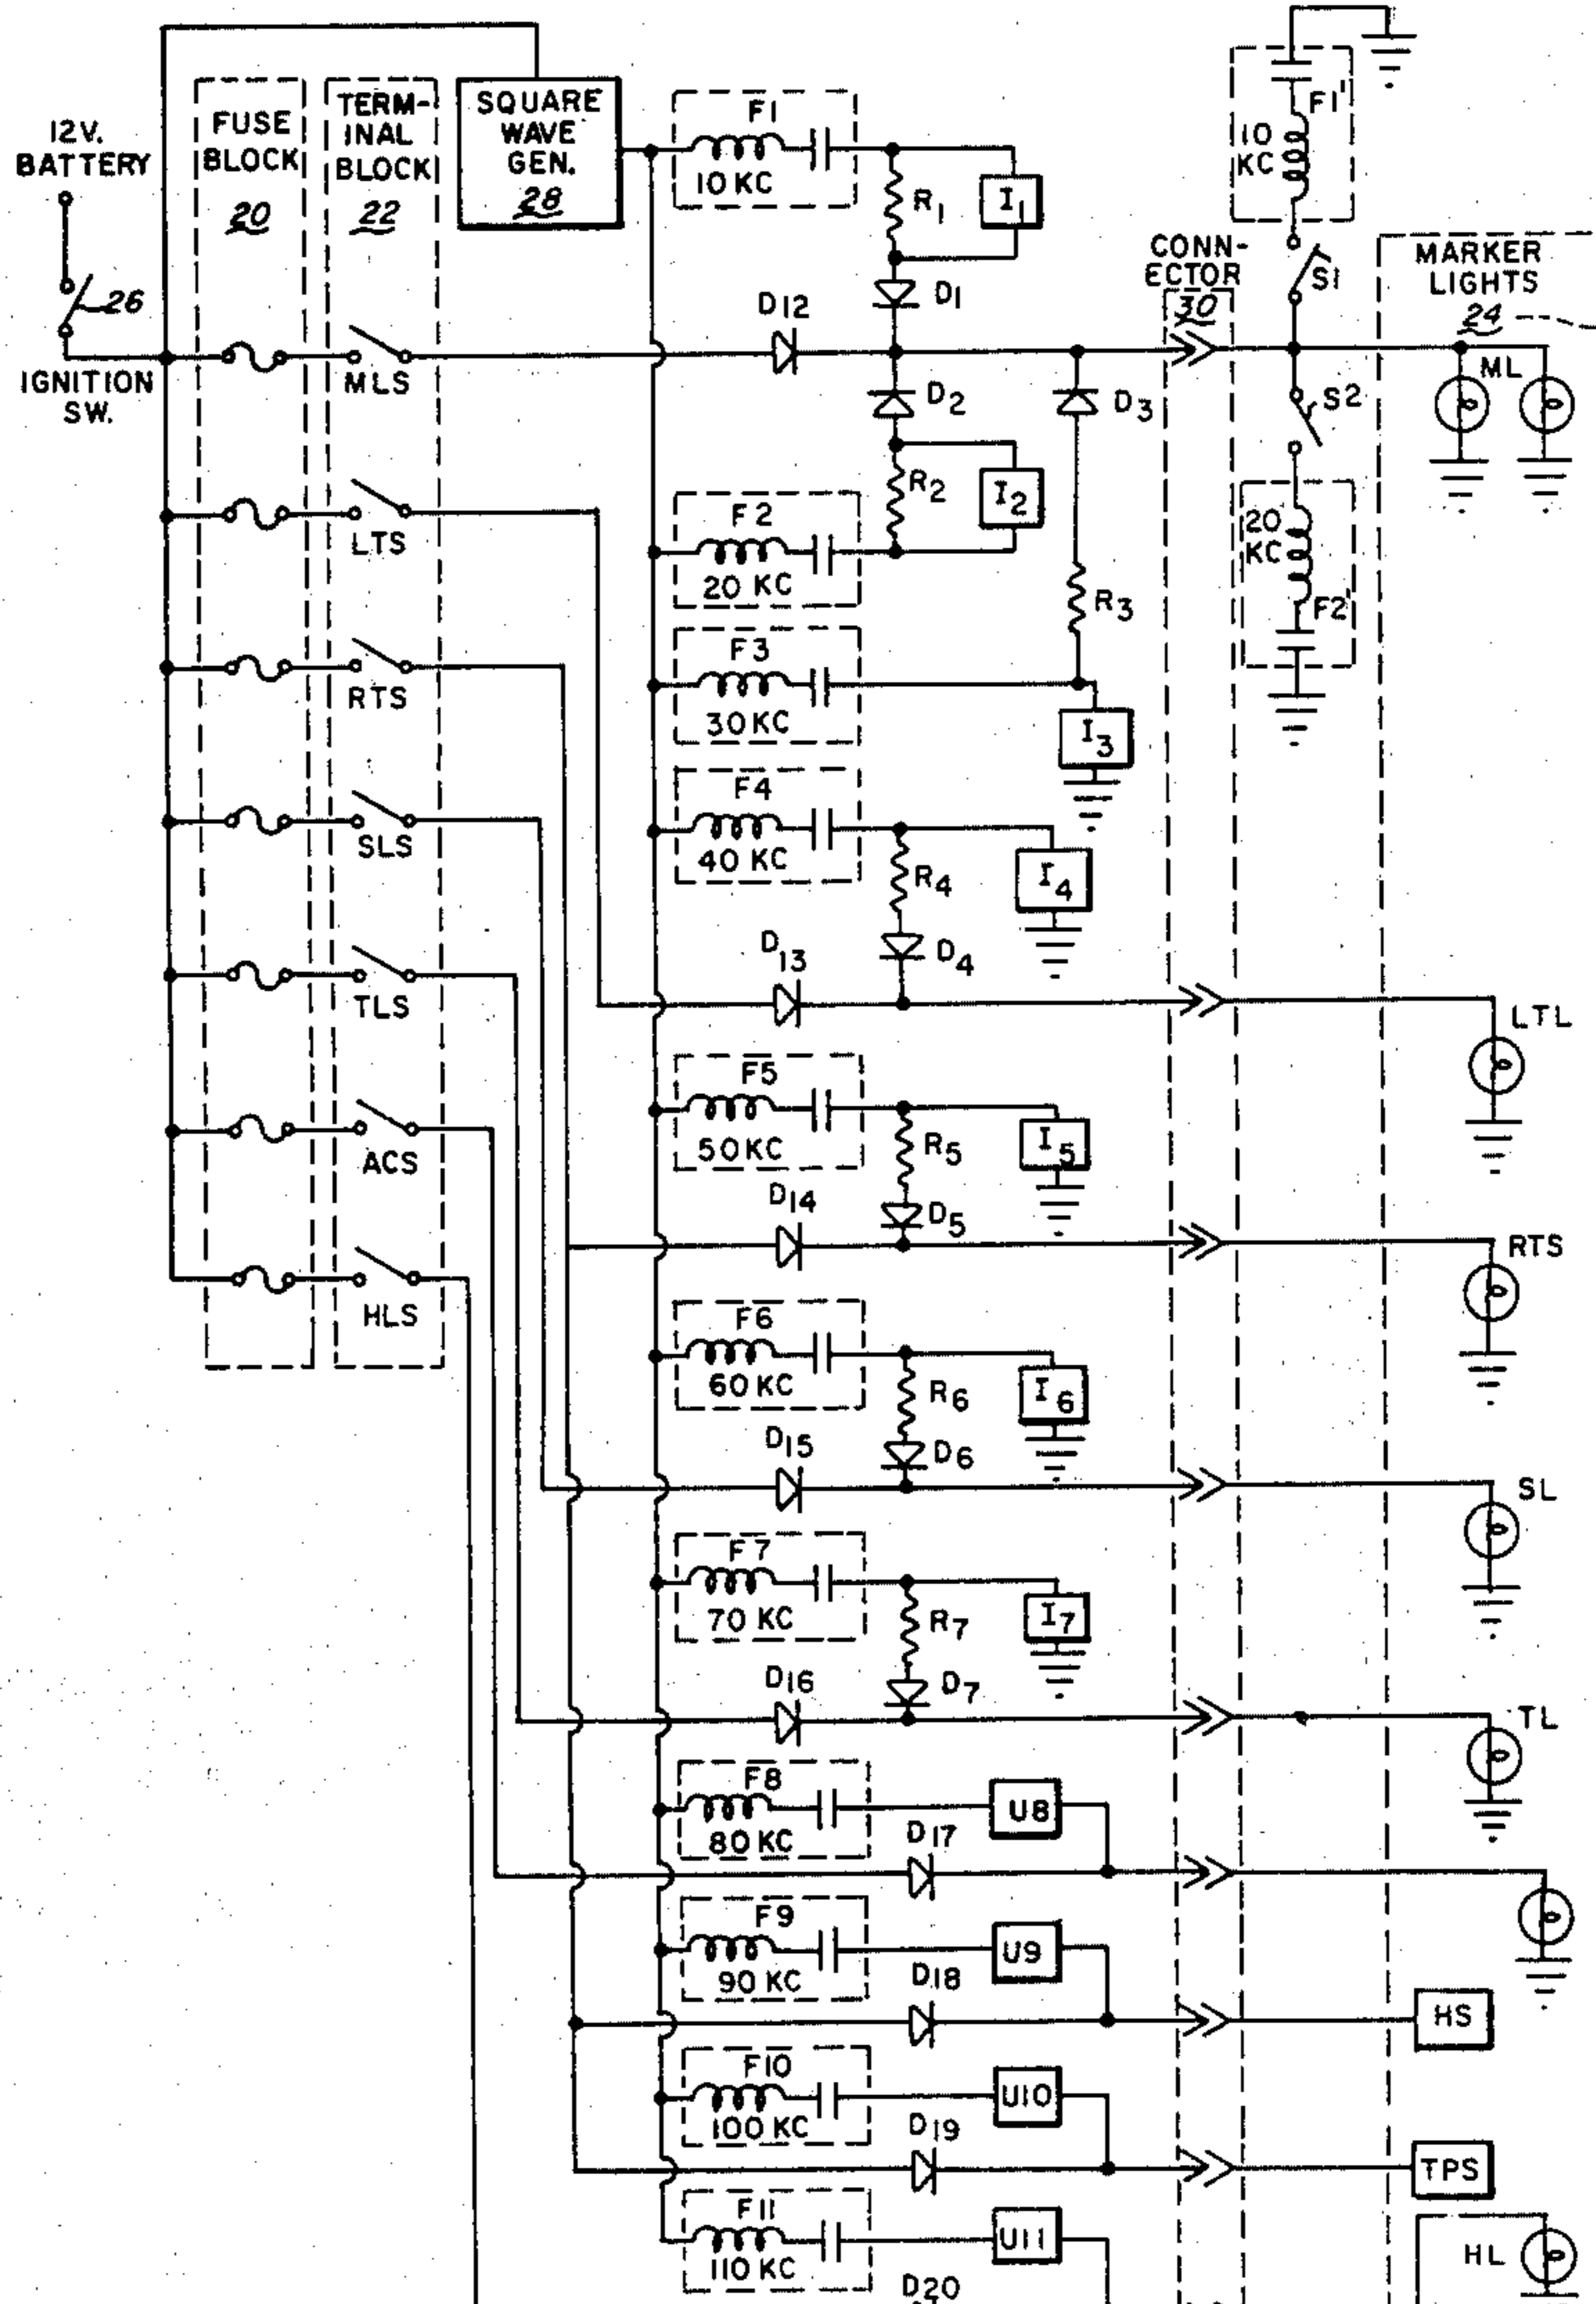 12V.
BATTERY
26
IGNITION
SW.
FUSE
BLOCK
20
TERM-
INAL
BLOCK
22
SQUARE
WAVE
GEN.
28
MLS
LTS
RTS
SLS
TLS
ACS
HLS
F1
10 KC
R1
I1
D1
D12
D2
D3
R2
I2
F2
20 KC
R3
F3
30 KC
I3
F4
40 KC
R4
I4
D13
D4
F5
50 KC
R5
I5
D14
D5
F6
60 KC
R6
I6
D15
D6
F7
70 KC
R7
I7
D16
D7
F8
80 KC
U8
D17
F9
90 KC
U9
D18
F10
100 KC
U10
D19
F11
110 KC
U11
D20
CONN-
ECTOR
30
F1'
10
KC
S1
S2
20
KC
F2'
MARKER
LIGHTS
24
ML
LTL
RTS
SL
TL
HS
TPS
HL